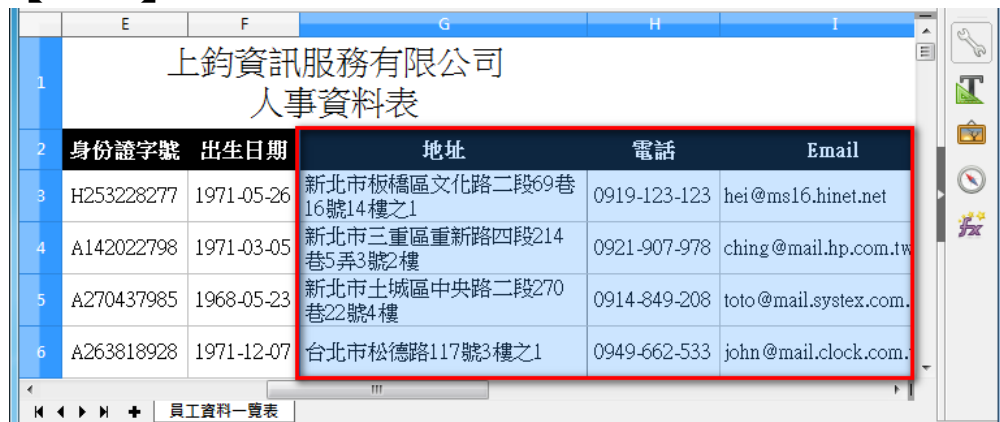 E F G H I
1 上鈞資訊服務有限公司
人事資料表
2 身份證字號 出生日期 地址 電話 Email
3 H253228277 1971-05-26 新北市板橋區文化路二段69巷 0919-123-123 hei@ms16.hinet.net
16號14樓之1
4 A142022798 1971-03-05 新北市三重區重新路四段214 0921-907-978 ching@mail.hp.com.tw
巷5弄3號2樓
5 A270437985 1968-05-23 新北市土城區中央路二段270 0914-849-208 toto@mail.systex.com.
巷22號4樓
6 A263818928 1971-12-07 台北市松德路117號3樓之1 0949-662-533 john@mail.clock.com.
員工資料一覽表